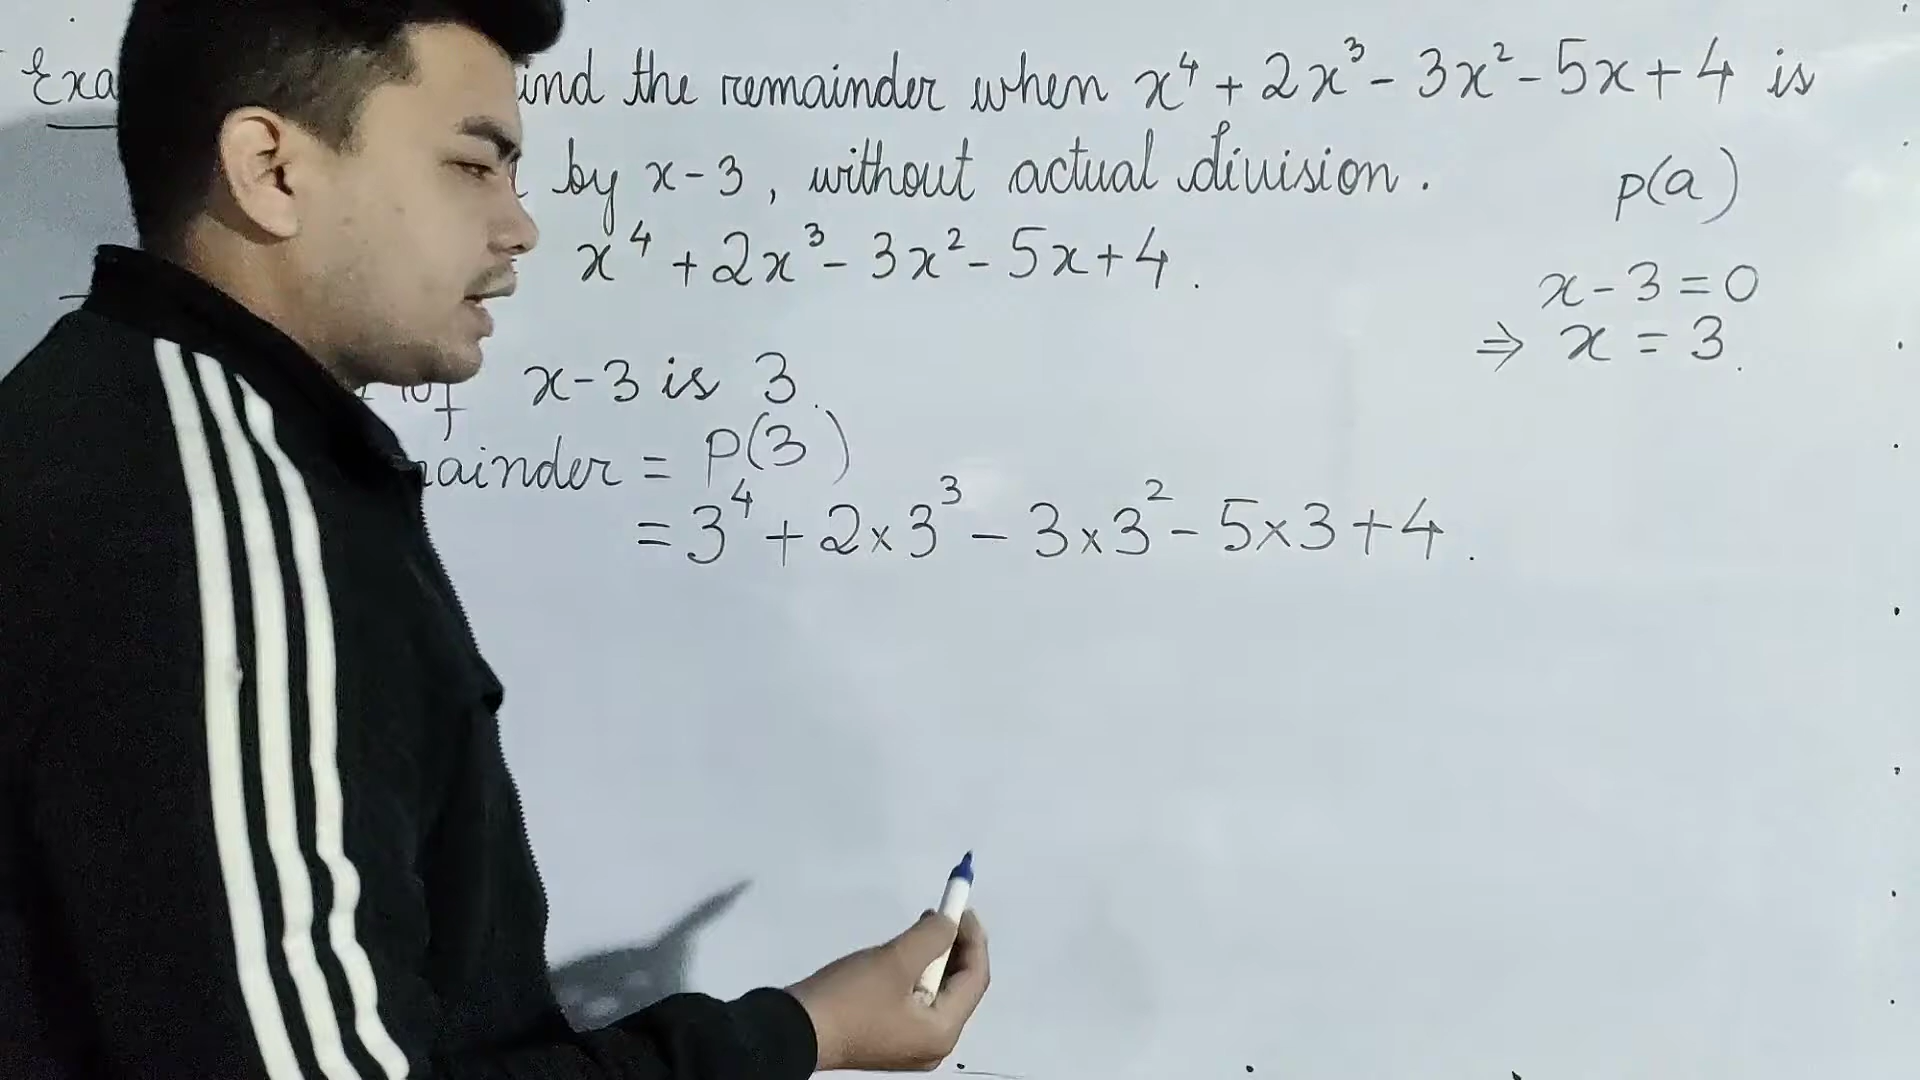 ind the remainder when x⁴ + 2x³ - 3x² - 5x + 4 is
by x-3, without actual division.
p(a)
x⁴ + 2x³ - 3x² - 5x + 4.
x-3 = 0
⇒ x = 3.
x-3 is 3.
ainder = P(3)
= 3⁴ + 2×3³ - 3×3² - 5×3 + 4.